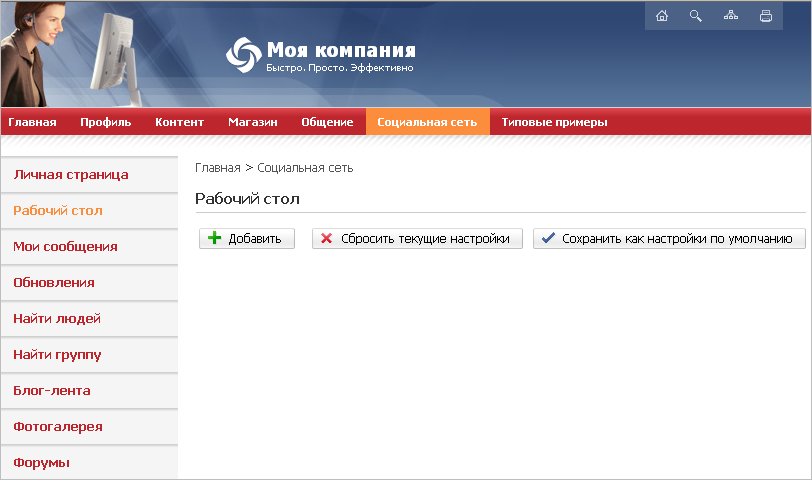 Моя компания
Быстро. Просто. Эффективно
Главная Профиль Контент Магазин Общение Социальная сеть Типовые примеры
Личная страница
Рабочий стол
Мои сообщения
Обновления
Найти людей
Найти группу
Блог-лента
Фотогалерея
Форумы
Главная > Социальная сеть
Рабочий стол
Добавить Сбросить текущие настройки Сохранить как настройки по умолчанию